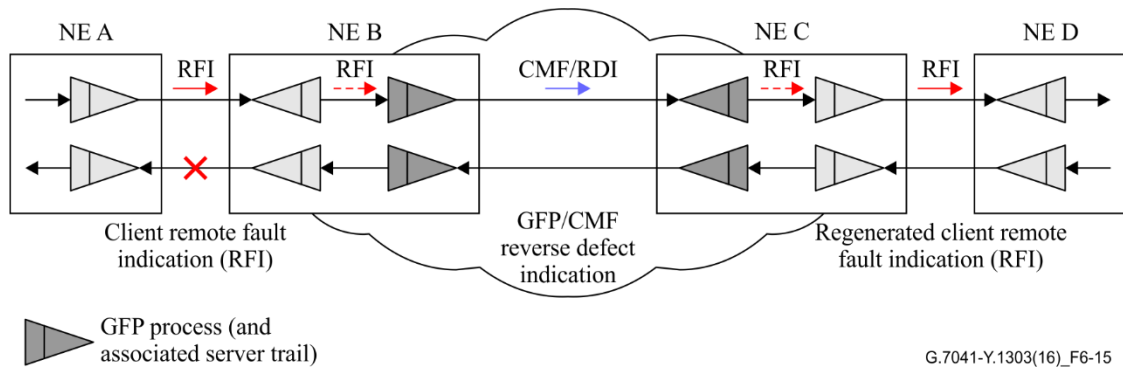 NE A
NE B
NE C
NE D
RFI
RFI
CMF/RDI
RFI
RFI
Client remote fault
indication (RFI)
GFP/CMF
reverse defect
indication
Regenerated client remote
fault indication (RFI)
GFP process (and
associated server trail)
G.7041-Y.1303(16)_F6-15